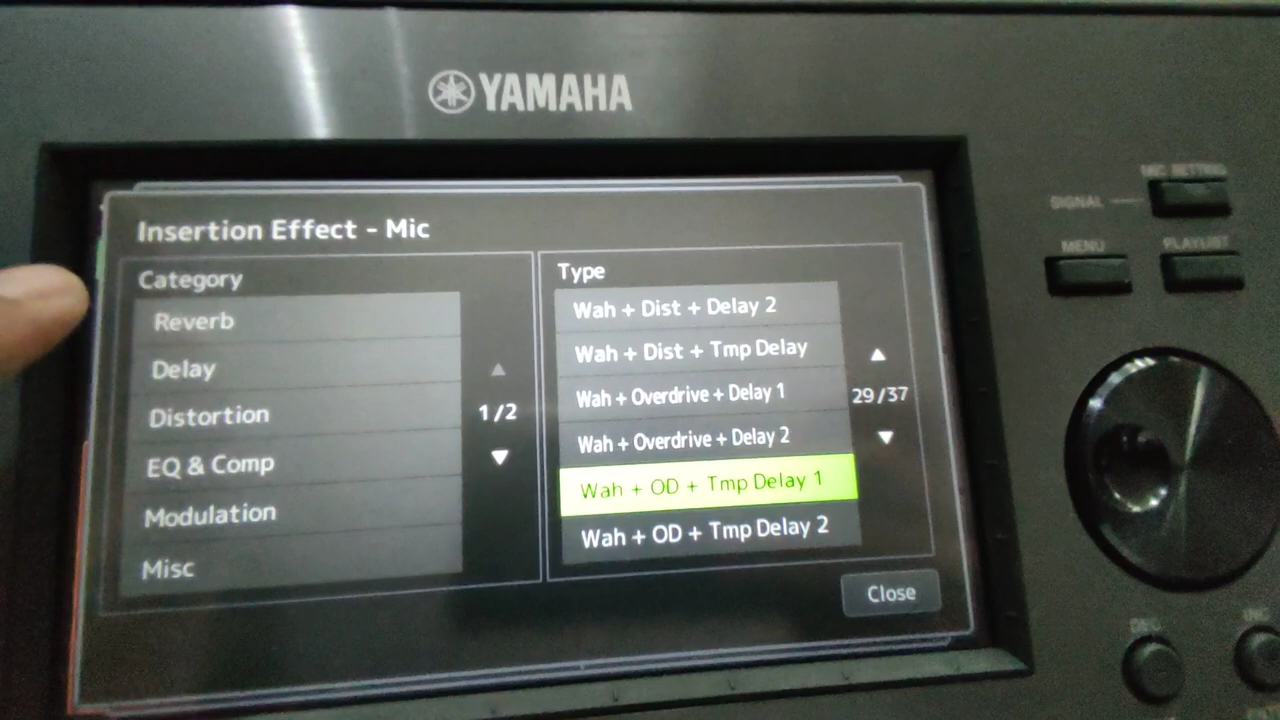 YAMAHA
MIC SETTING
SIGNAL
MENU
PLAYLIST
Insertion Effect - Mic
Category
Reverb
Delay
Distortion
EQ & Comp
Modulation
Misc
1/2
Type
Wah + Dist + Delay 2
Wah + Dist + Tmp Delay
Wah + Overdrive + Delay 1
Wah + Overdrive + Delay 2
Wah + OD + Tmp Delay 1
Wah + OD + Tmp Delay 2
29/37
Close
DEC